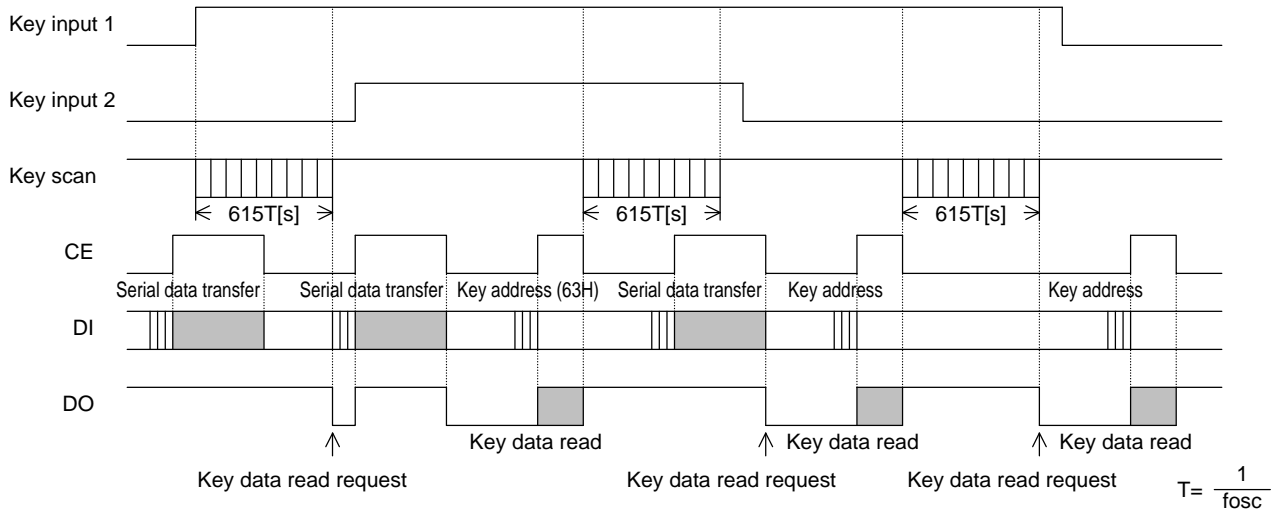 Key input 1
Key input 2
Key scan
615T[s] 615T[s] 615T[s]
CE
Serial data transfer Serial data transfer Key address (63H) Serial data transfer Key address Key address
DI
DO
Key data read Key data read Key data read
Key data read request Key data read request Key data read request
T= 1
fosc